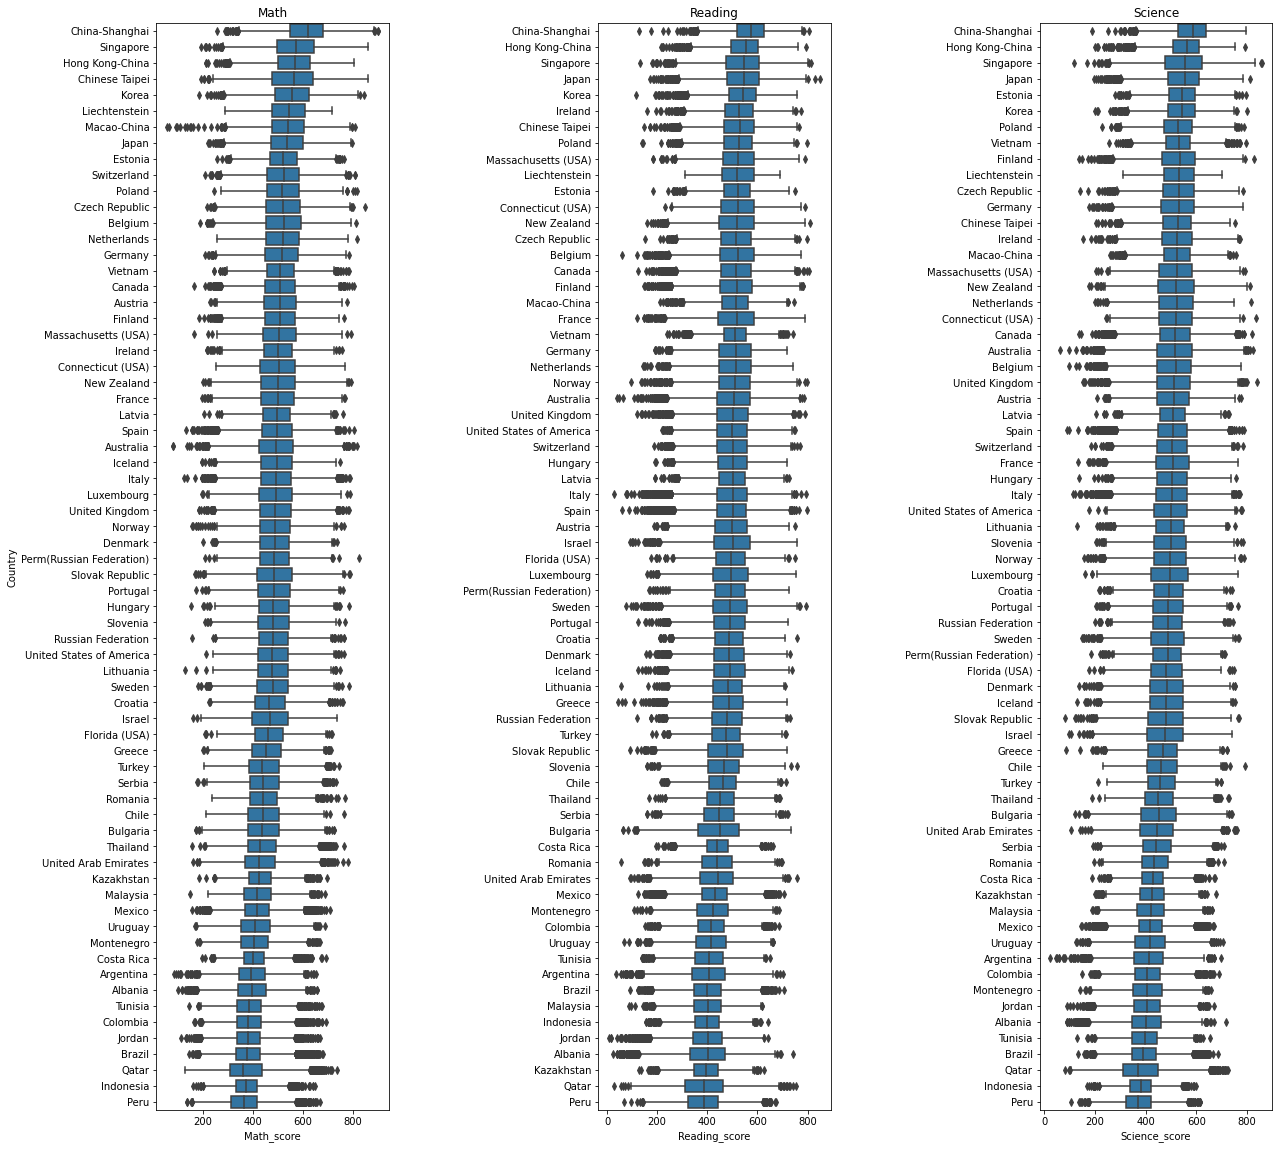 Math
China-Shanghai
Singapore
Hong Kong-China
Chinese Taipei
Korea
Liechtenstein
Macao-China
Japan
Estonia
Switzerland
Poland
Czech Republic
Belgium
Netherlands
Germany
Vietnam
Canada
Austria
Finland
Massachusetts (USA)
Ireland
Connecticut (USA)
New Zealand
France
Latvia
Spain
Australia
Iceland
Italy
Luxembourg
United Kingdom
Norway
Denmark
Perm(Russian Federation)
Slovak Republic
Portugal
Hungary
Slovenia
Russian Federation
United States of America
Lithuania
Sweden
Croatia
Israel
Florida (USA)
Greece
Turkey
Serbia
Romania
Chile
Bulgaria
Thailand
United Arab Emirates
Kazakhstan
Malaysia
Mexico
Uruguay
Montenegro
Costa Rica
Argentina
Albania
Tunisia
Colombia
Jordan
Brazil
Qatar
Indonesia
Peru
Country
200 400 600 800
Math_score
Reading
China-Shanghai
Hong Kong-China
Singapore
Japan
Korea
Ireland
Chinese Taipei
Poland
Massachusetts (USA)
Liechtenstein
Estonia
Connecticut (USA)
New Zealand
Czech Republic
Belgium
Canada
Finland
Macao-China
France
Vietnam
Germany
Netherlands
Norway
Australia
United Kingdom
United States of America
Switzerland
Hungary
Latvia
Italy
Spain
Austria
Israel
Florida (USA)
Luxembourg
Perm(Russian Federation)
Sweden
Portugal
Croatia
Denmark
Iceland
Lithuania
Greece
Russian Federation
Turkey
Slovak Republic
Slovenia
Chile
Thailand
Serbia
Bulgaria
Costa Rica
Romania
United Arab Emirates
Mexico
Montenegro
Colombia
Uruguay
Tunisia
Argentina
Brazil
Malaysia
Indonesia
Jordan
Albania
Kazakhstan
Qatar
Peru
0 200 400 600 800
Reading_score
Science
China-Shanghai
Hong Kong-China
Singapore
Japan
Estonia
Korea
Poland
Vietnam
Finland
Liechtenstein
Czech Republic
Germany
Chinese Taipei
Ireland
Macao-China
Massachusetts (USA)
New Zealand
Netherlands
Connecticut (USA)
Canada
Australia
Belgium
United Kingdom
Austria
Latvia
Spain
Switzerland
France
Hungary
Italy
United States of America
Lithuania
Slovenia
Norway
Luxembourg
Croatia
Portugal
Russian Federation
Sweden
Perm(Russian Federation)
Florida (USA)
Denmark
Iceland
Slovak Republic
Israel
Greece
Chile
Turkey
Thailand
Bulgaria
United Arab Emirates
Serbia
Romania
Costa Rica
Kazakhstan
Malaysia
Mexico
Uruguay
Argentina
Colombia
Montenegro
Jordan
Albania
Tunisia
Brazil
Qatar
Indonesia
Peru
0 200 400 600 800
Science_score